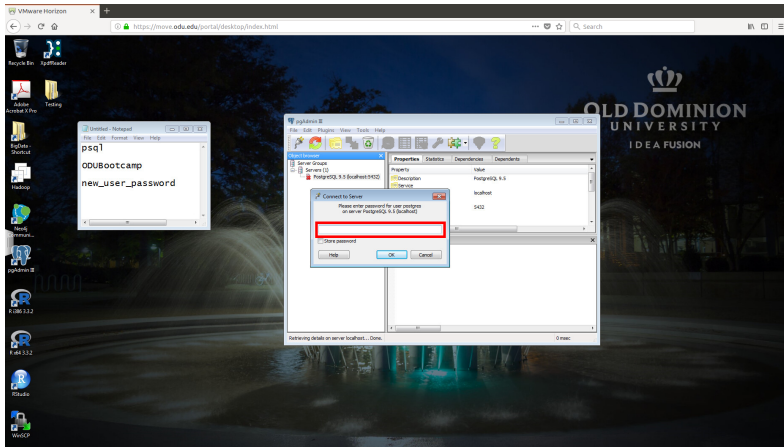 VMware Horizon
https://move.odu.edu/portal/desktop/index.html
Search
Recycle Bin
XpdfReader
Adobe
Acrobat X Pro
Testing
BigData -
Shortcut
Hadoop
Neo4j
Communi...
pgAdmin III
R i386 3.3.2
R x64 3.3.2
RStudio
WinSCP
Untitled - Notepad
File Edit Format View Help
psql
ODUBootcamp
new_user_password
OLD DOMINION
UNIVERSITY
IDEA FUSION
pgAdmin III
File Edit Plugins View Tools Help
Object browser
Server Groups
Servers (1)
PostgreSQL 9.5 (localhost:5432)
Properties Statistics Dependencies Dependents
Property Value
Description PostgreSQL 9.5
Service
localhost
5432
Connect to Server
Please enter password for user postgres
on server PostgreSQL 9.5 (localhost)
Store password
Help OK Cancel
Retrieving details on server localhost... Done.
0 msec